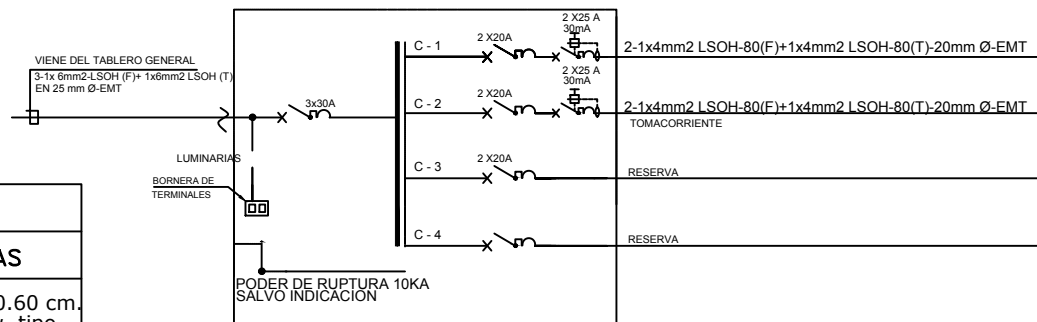 VIENE DEL TABLERO GENERAL
3-1x 6mm2-LSOH (F)+ 1x6mm2 LSOH (T)
EN 25 mm Ø-EMT
3x30A
LUMINARIAS
BORNERA DE
TERMINALES
PODER DE RUPTURA 10KA
SALVO INDICACION
C - 1
2 X20A
2 X25 A
30mA
2-1x4mm2 LSOH-80(F)+1x4mm2 LSOH-80(T)-20mm Ø-EMT
C - 2
2 X20A
2 X25 A
30mA
2-1x4mm2 LSOH-80(F)+1x4mm2 LSOH-80(T)-20mm Ø-EMT
TOMACORRIENTE
C - 3
2 X20A
RESERVA
C - 4
RESERVA
AS
0.60 cm.